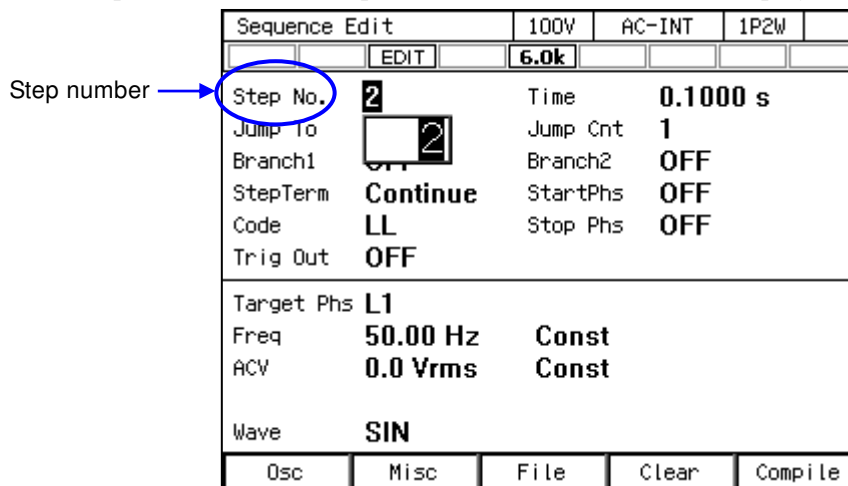 Sequence Edit 100V AC-INT 1P2W
EDIT 6.0k
Step number
Step No. 2 Time 0.1000 s
Jump To 2 Jump Cnt 1
Branch1 OFF Branch2 OFF
StepTerm Continue StartPhs OFF
Code LL Stop Phs OFF
Trig Out OFF
Target Phs L1
Freq 50.00 Hz Const
ACV 0.0 Vrms Const
Wave SIN
Osc Misc File Clear Compile